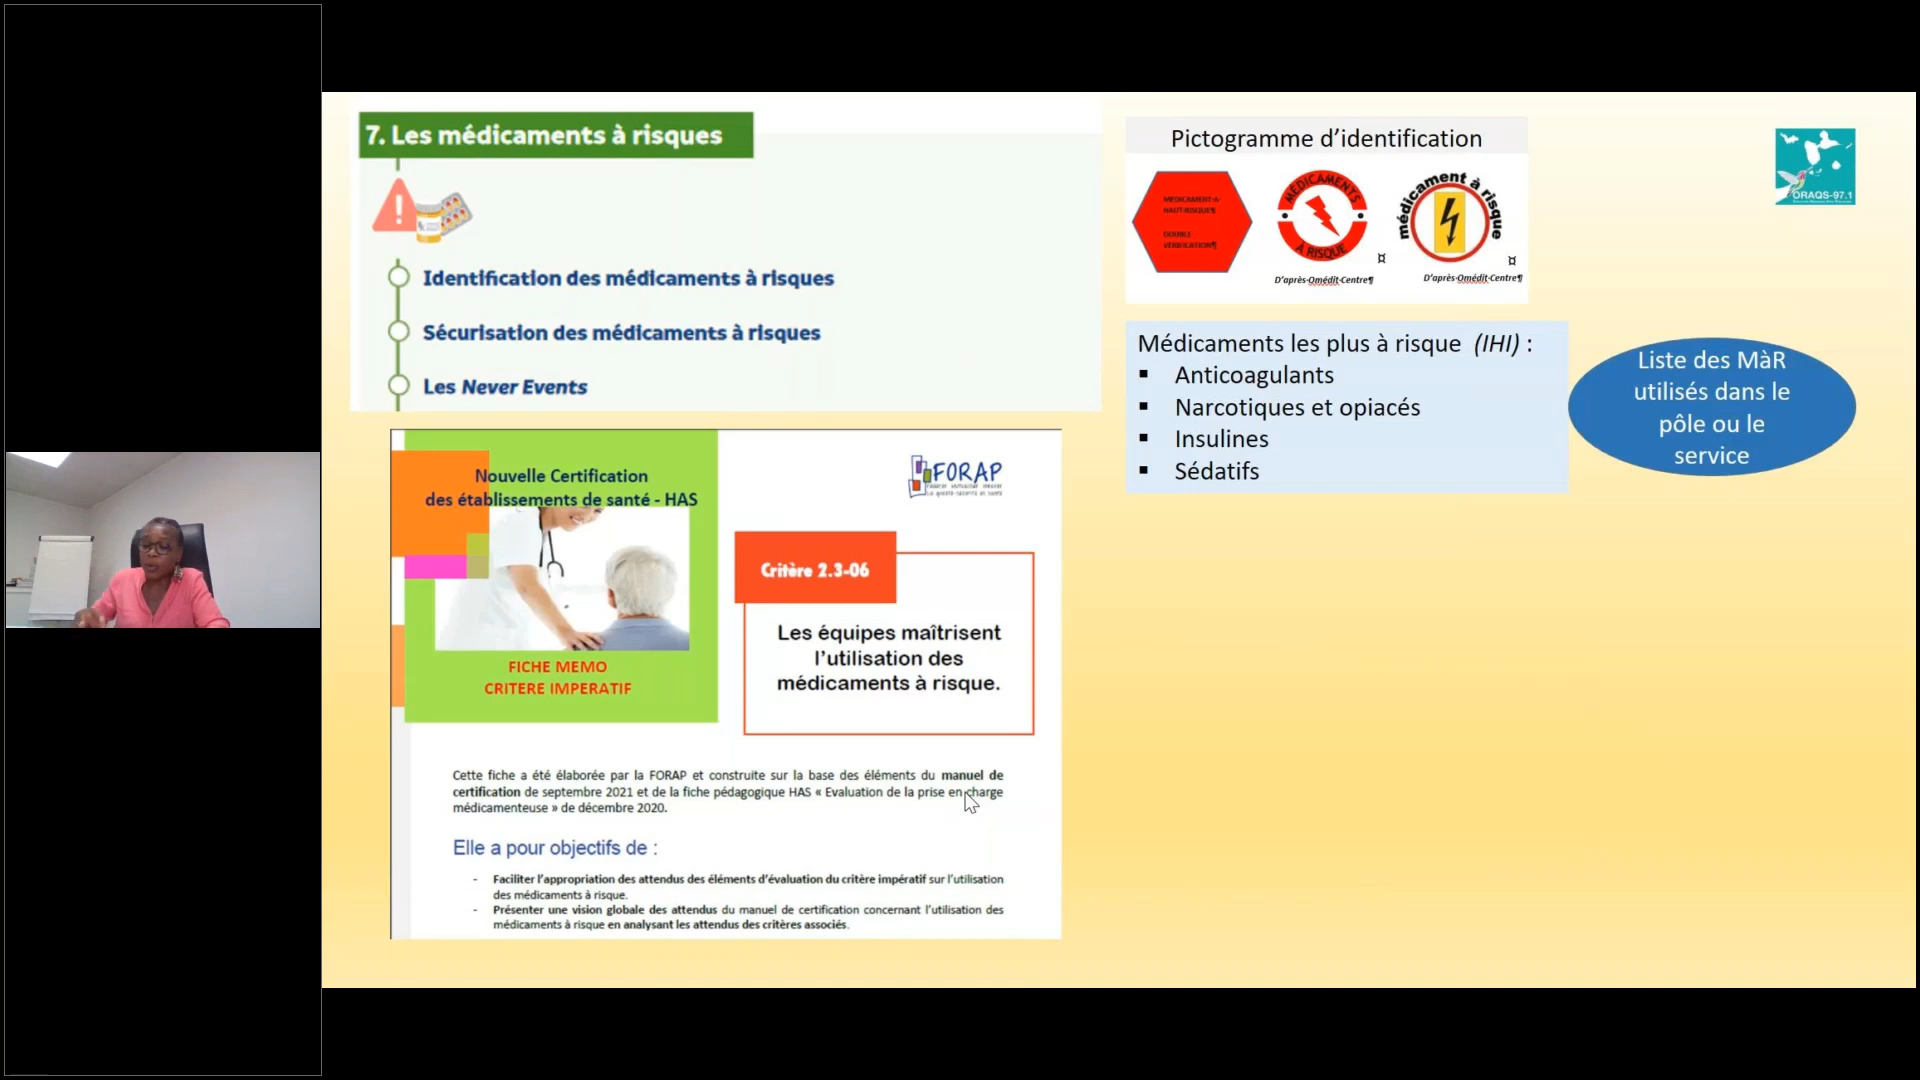 7. Les médicaments à risques
Identification des médicaments à risques
Sécurisation des médicaments à risques
Les Never Events
Nouvelle Certification
des établissements de santé - HAS
FICHE MEMO
CRITERE IMPERATIF
FORAP
Critère 2.3-06
Les équipes maîtrisent
l'utilisation des
médicaments à risque.
Cette fiche a été élaborée par la FORAP et construite sur la base des éléments du manuel de
certification de septembre 2021 et de la fiche pédagogique HAS « Evaluation de la prise en charge
médicamenteuse » de décembre 2020.
Elle a pour objectifs de :
- Faciliter l'appropriation des attendus des éléments d'évaluation du critère impératif sur l'utilisation
des médicaments à risque.
- Présenter une vision globale des attendus du manuel de certification concernant l'utilisation des
médicaments à risque en analysant les attendus des critères associés.
Pictogramme d'identification
MEDICAMENT-A-
HAUT-RISQUE¶
DOUBLE
VERIFICATION¶
MÉDICAMENTS
À RISQUE
¤
D'après·Omédit·Centre¶
médicament à risque
¤
D'après·Omédit·Centre¶
Médicaments les plus à risque (IHI) :
▪ Anticoagulants
▪ Narcotiques et opiacés
▪ Insulines
▪ Sédatifs
Liste des MàR
utilisés dans le
pôle ou le
service
ORAQS-97.1